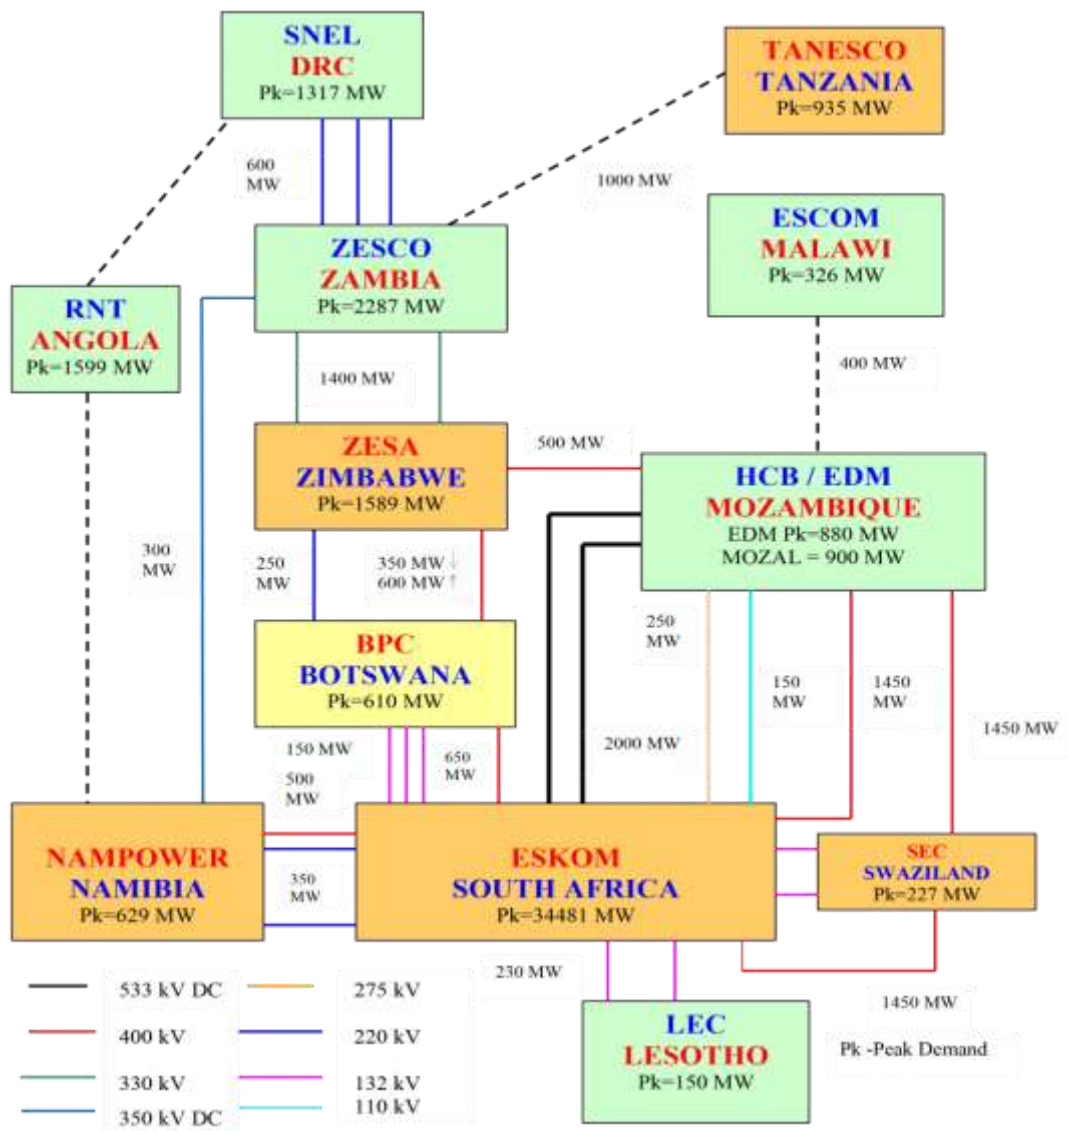 SNEL
DRC
Pk=1317 MW
TANESCO
TANZANIA
Pk=935 MW
600
MW
1000 MW
ESCOM
MALAWI
Pk=326 MW
ZESCO
ZAMBIA
Pk=2287 MW
RNT
ANGOLA
Pk=1599 MW
1400 MW
400 MW
ZESA
ZIMBABWE
Pk=1589 MW
500 MW
HCB / EDM
MOZAMBIQUE
EDM Pk=880 MW
MOZAL = 900 MW
300
MW
250
MW
350 MW ↓
600 MW ↑
BPC
BOTSWANA
Pk=610 MW
250
MW
150
MW
1450
MW
1450 MW
150 MW
650
MW
2000 MW
500
MW
NAMPOWER
NAMIBIA
Pk=629 MW
350
MW
ESKOM
SOUTH AFRICA
Pk=34481 MW
SEC
SWAZILAND
Pk=227 MW
230 MW
1450 MW
LEC
LESOTHO
Pk=150 MW
Pk -Peak Demand
533 kV DC
275 kV
400 kV
220 kV
330 kV
132 kV
350 kV DC
110 kV